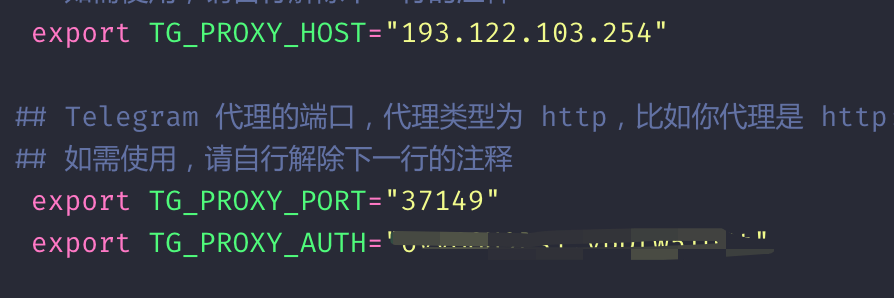 export TG_PROXY_HOST="193.122.103.254"
## Telegram 代理的端口，代理类型为 http，比如你代理是 http
## 如需使用，请自行解除下一行的注释
export TG_PROXY_PORT="37149"
export TG_PROXY_AUTH="